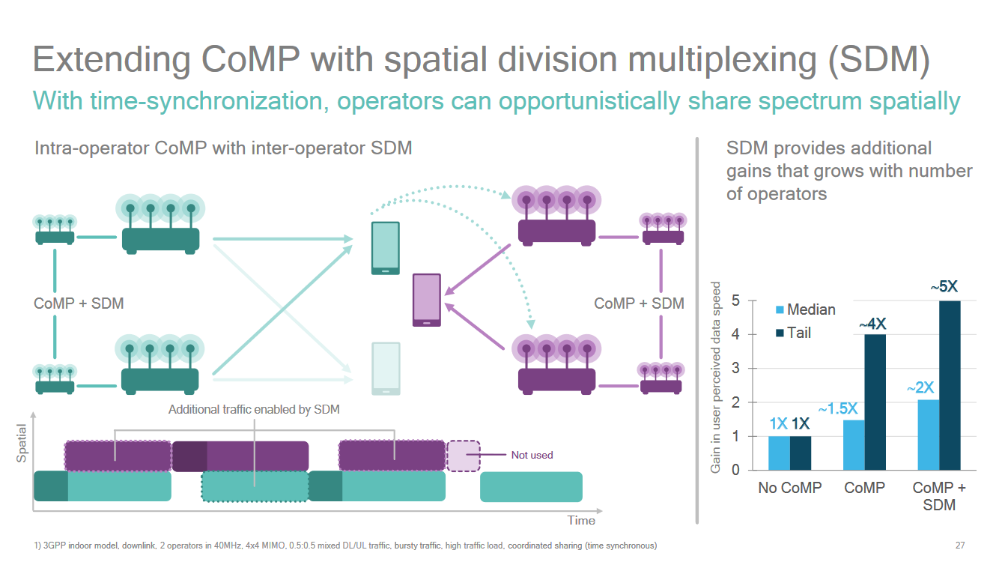 Extending CoMP with spatial division multiplexing (SDM)
With time-synchronization, operators can opportunistically share spectrum spatially
Intra-operator CoMP with inter-operator SDM
CoMP + SDM
CoMP + SDM
Additional traffic enabled by SDM
Spatial
Not used
Time
SDM provides additional
gains that grows with number
of operators
Gain in user perceived data speed
5
4
3
2
1
0
Median
Tail
1X
1X
~1.5X
~4X
~2X
~5X
No CoMP
CoMP
CoMP +
SDM
1) 3GPP indoor model, downlink, 2 operators in 40MHz, 4x4 MIMO, 0.5:0.5 mixed DL/UL traffic, bursty traffic, high traffic load, coordinated sharing (time synchronous)
27